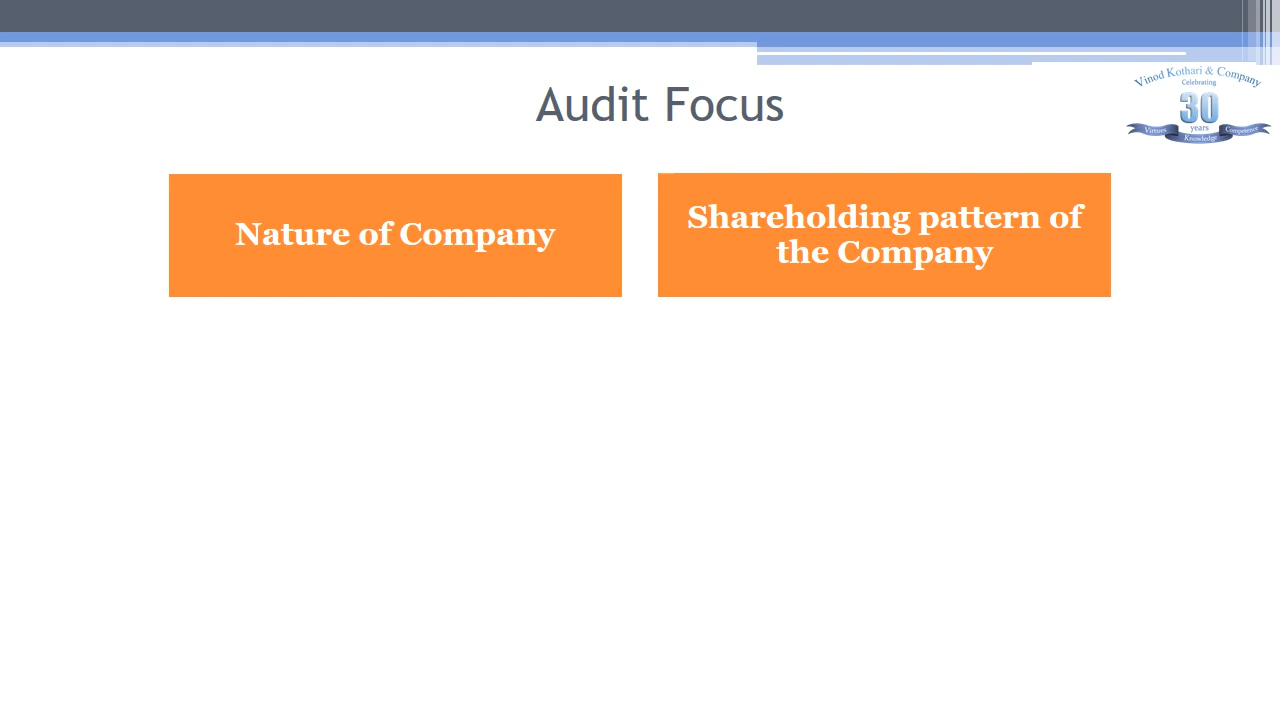 Vinod Kothari & Company
Celebrating
30
years
Virtues Knowledge Competence
Audit Focus
Nature of Company
Shareholding pattern of
the Company